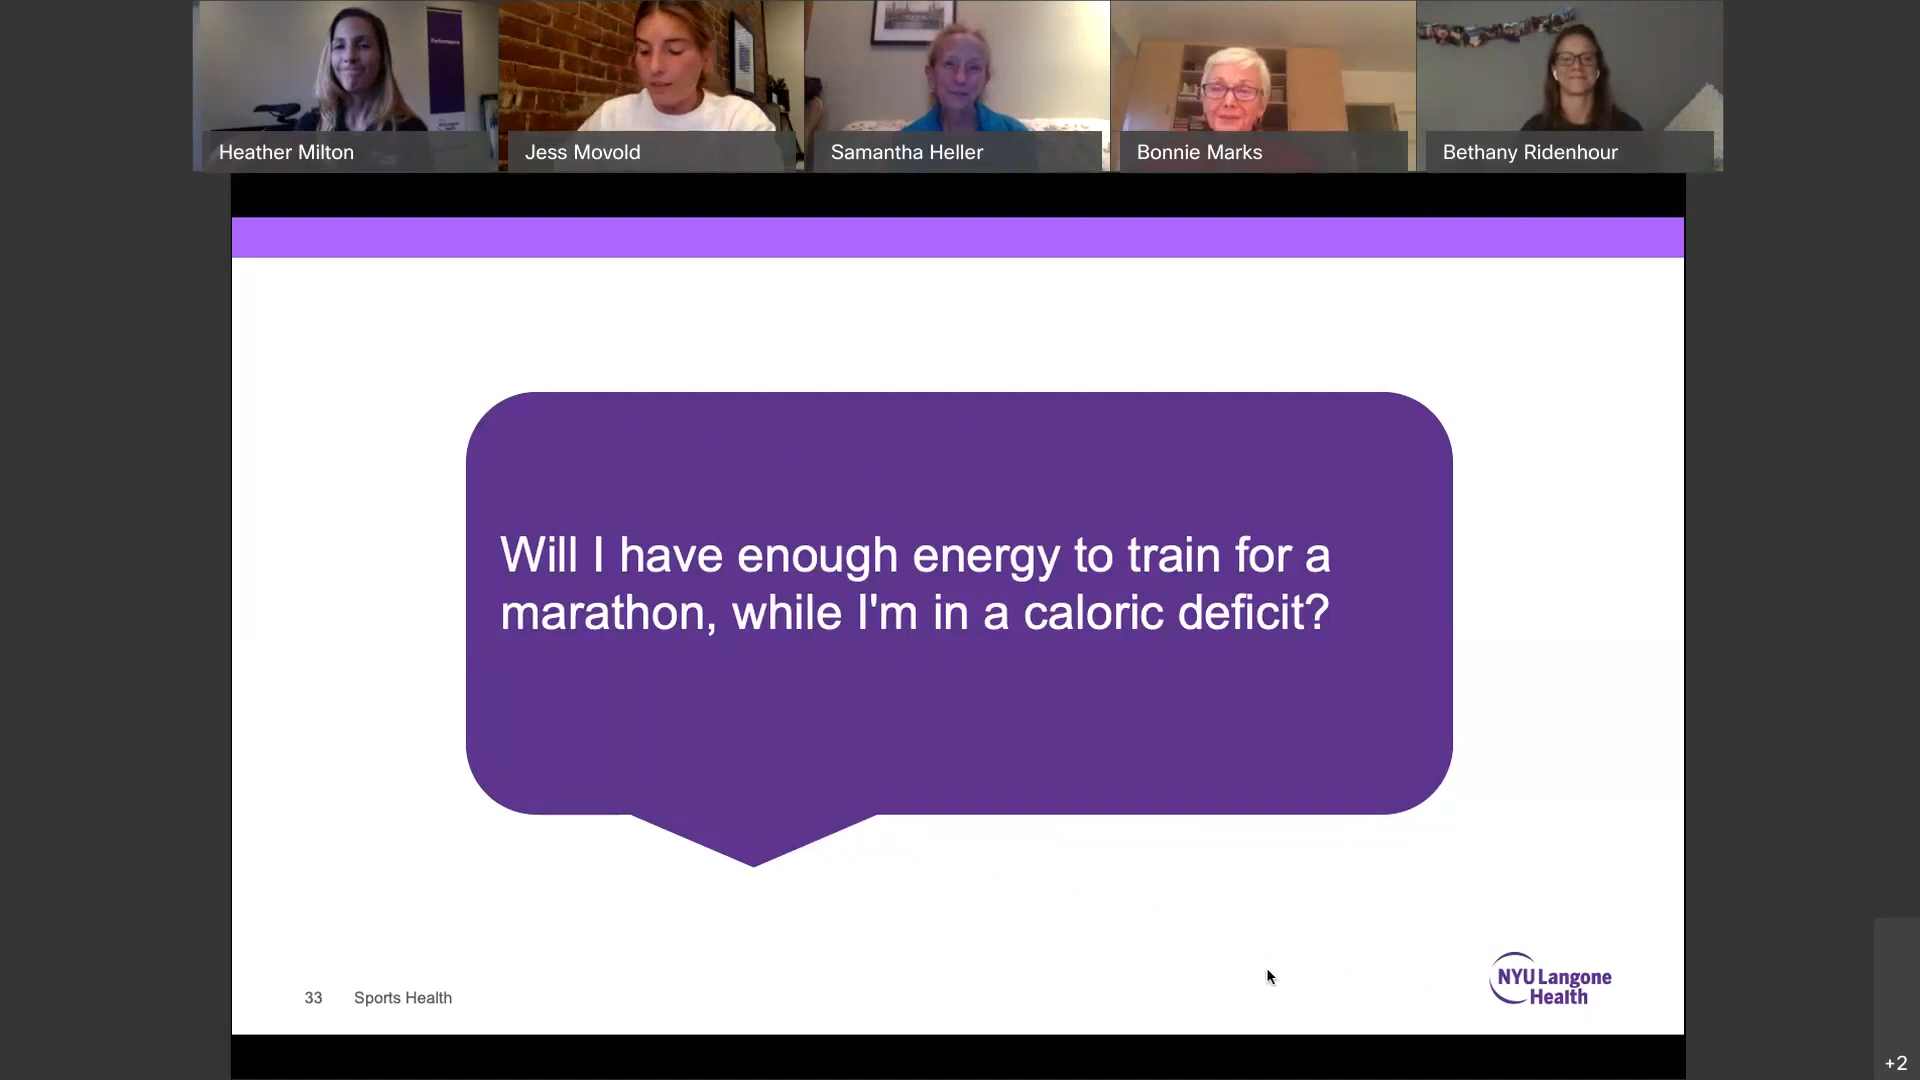 Heather Milton
Jess Movold
Samantha Heller
Bonnie Marks
Bethany Ridenhour
Will I have enough energy to train for a
marathon, while I'm in a caloric deficit?
33 Sports Health
NYU Langone
Health
+2